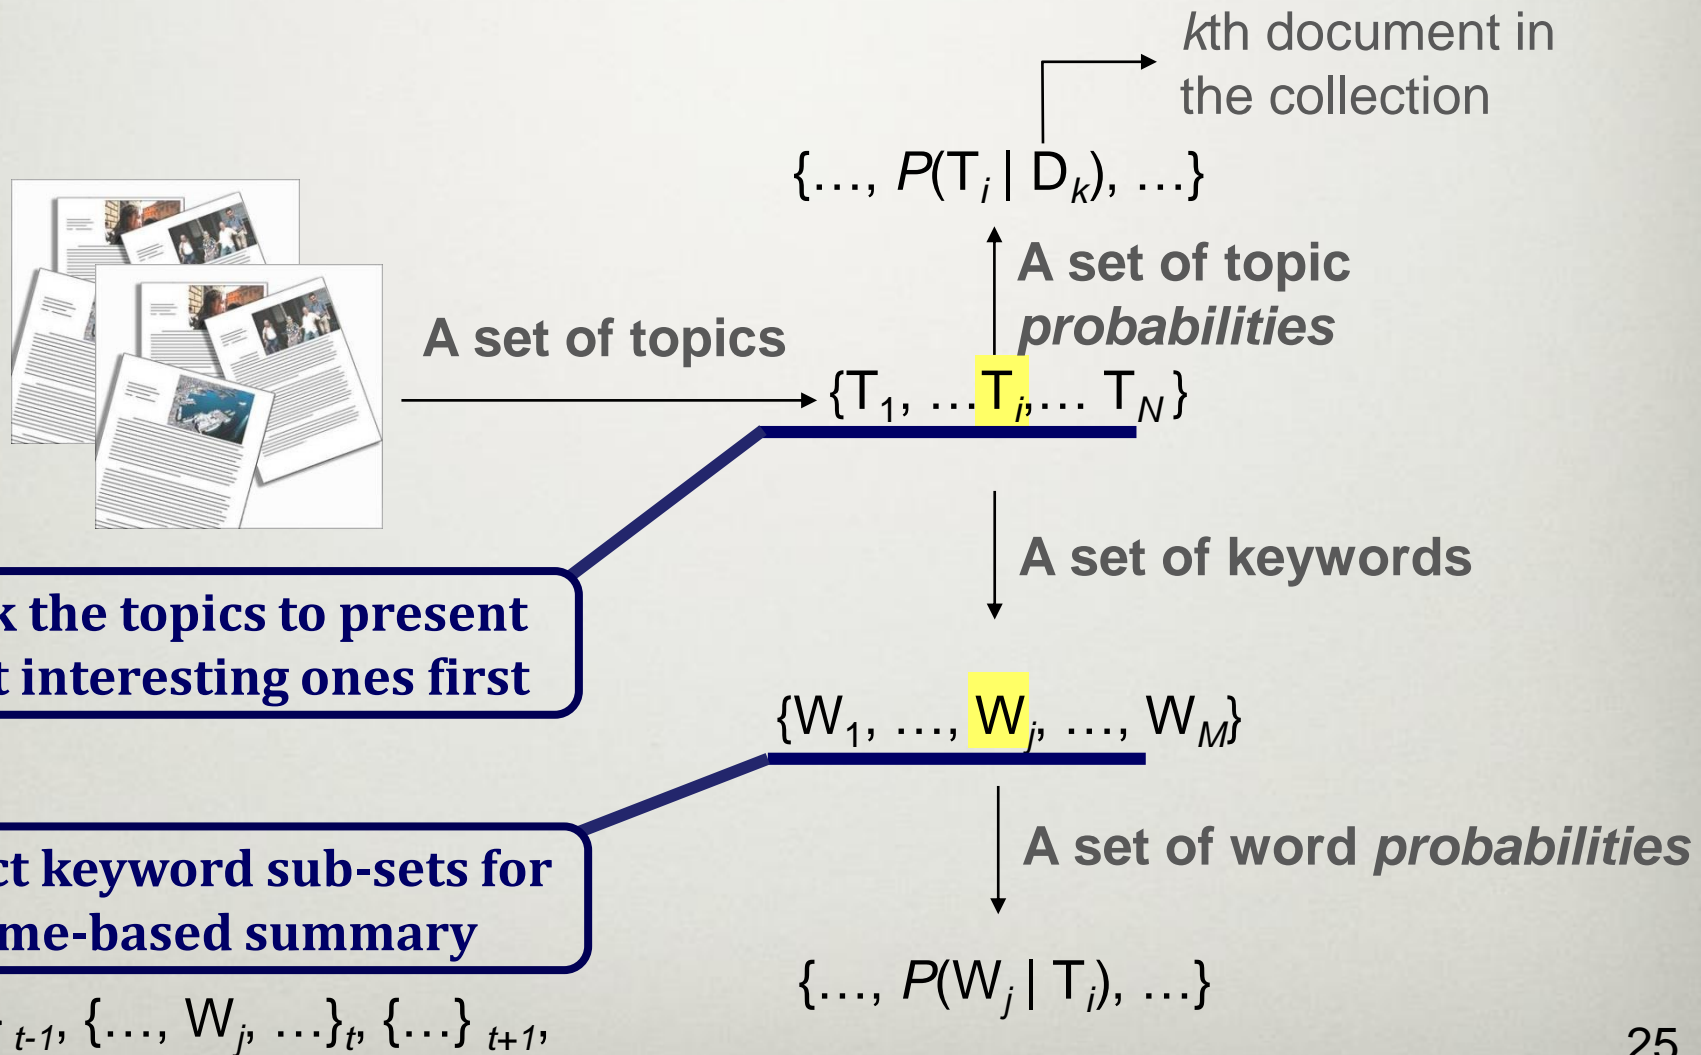 kth document in
the collection
{…, P(Tᵢ | Dₖ), …}
A set of topic
probabilities
A set of topics
{T₁, …Tᵢ,… T_N}
A set of keywords
k the topics to present
t interesting ones first
{W₁, …, Wⱼ, …, W_M}
A set of word probabilities
ct keyword sub-sets for
me-based summary
{…, P(Wⱼ | Tᵢ), …}
t-1, {…, Wⱼ, …}ₜ, {…} t+1,
25